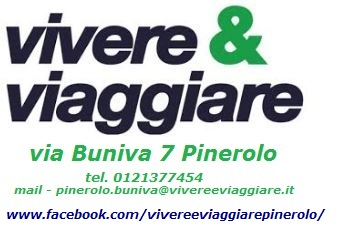 vivere &
viaggiare
via Buniva 7 Pinerolo
tel. 0121377454
mail - pinerolo.buniva@vivereeviaggiare.it
www.facebook.com/vivereeviaggiarepinerolo/